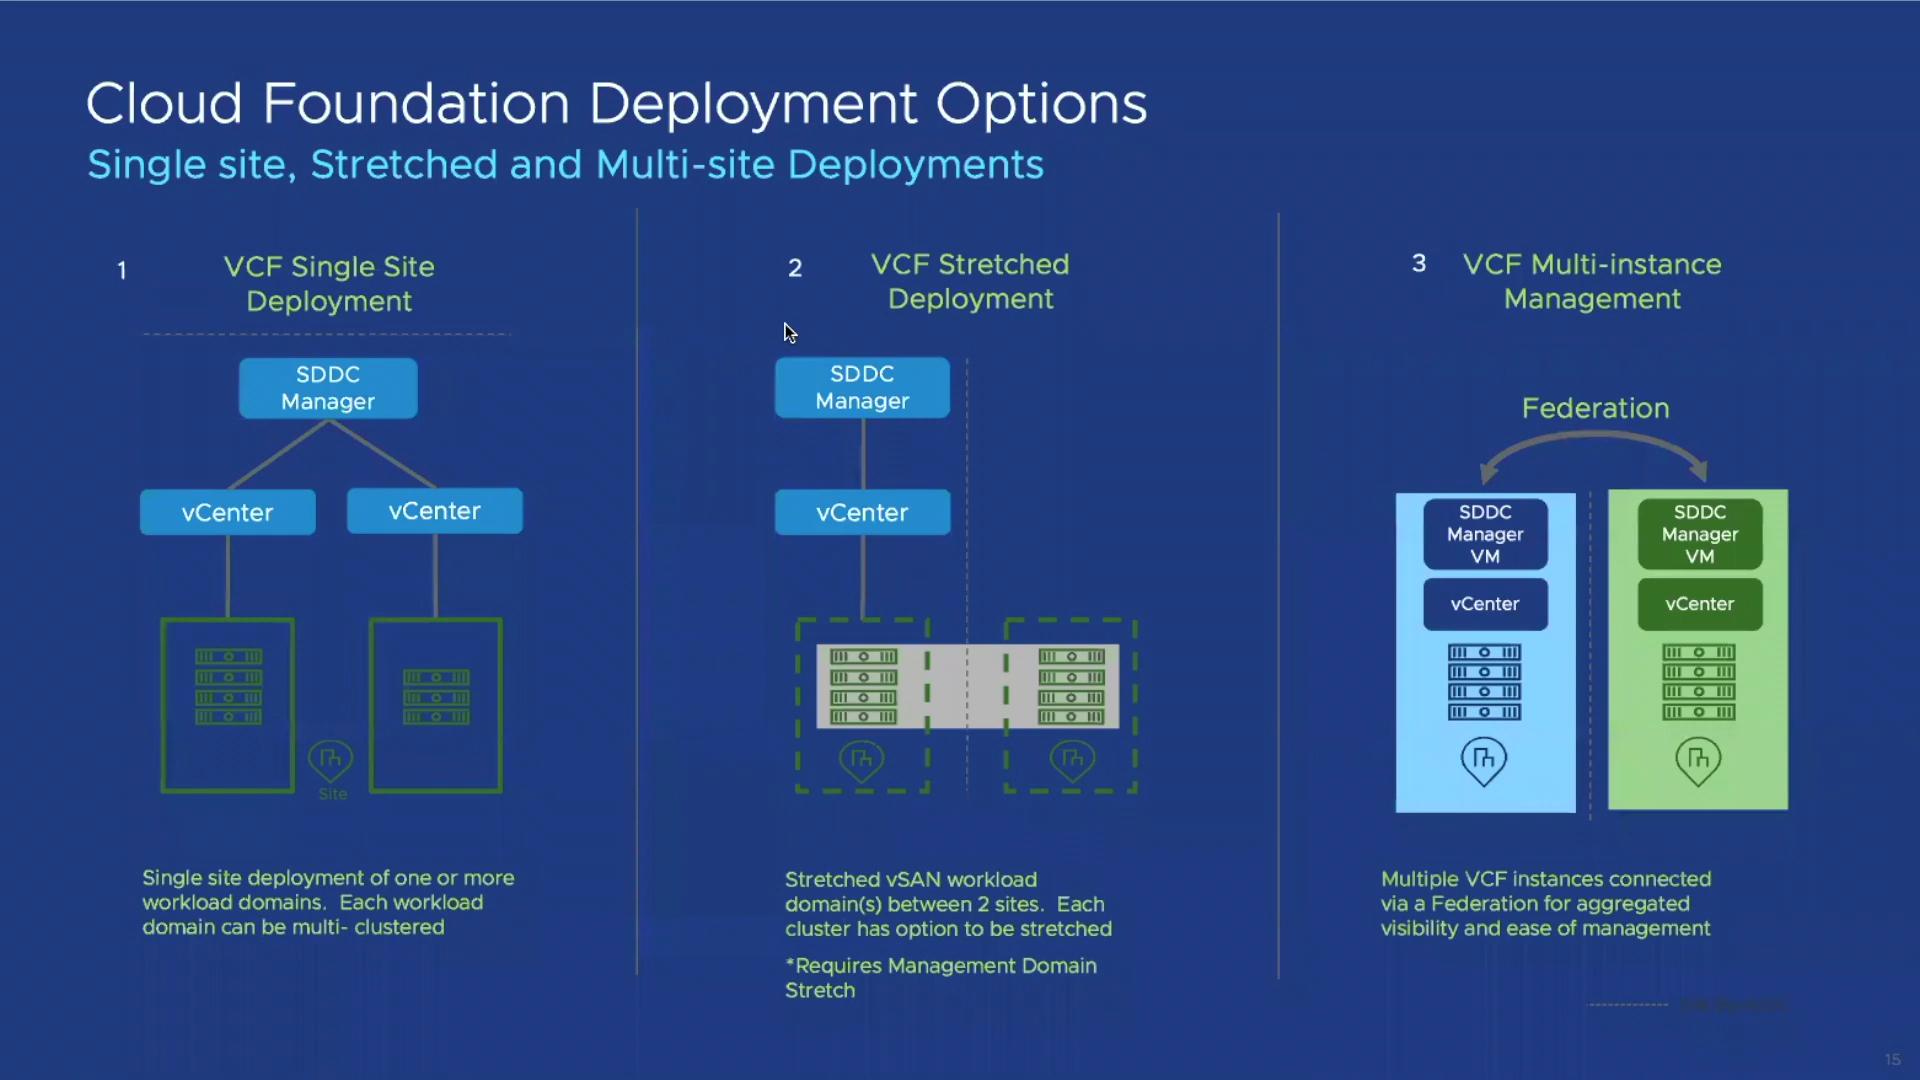 Cloud Foundation Deployment Options
Single site, Stretched and Multi-site Deployments
1
VCF Single Site
Deployment
SDDC
Manager
vCenter
vCenter
Site
Single site deployment of one or more
workload domains. Each workload
domain can be multi- clustered
2
VCF Stretched
Deployment
SDDC
Manager
vCenter
Stretched vSAN workload
domain(s) between 2 sites. Each
cluster has option to be stretched
*Requires Management Domain
Stretch
3
VCF Multi-instance
Management
Federation
SDDC
Manager
VM
vCenter
SDDC
Manager
VM
vCenter
Multiple VCF instances connected
via a Federation for aggregated
visibility and ease of management
15